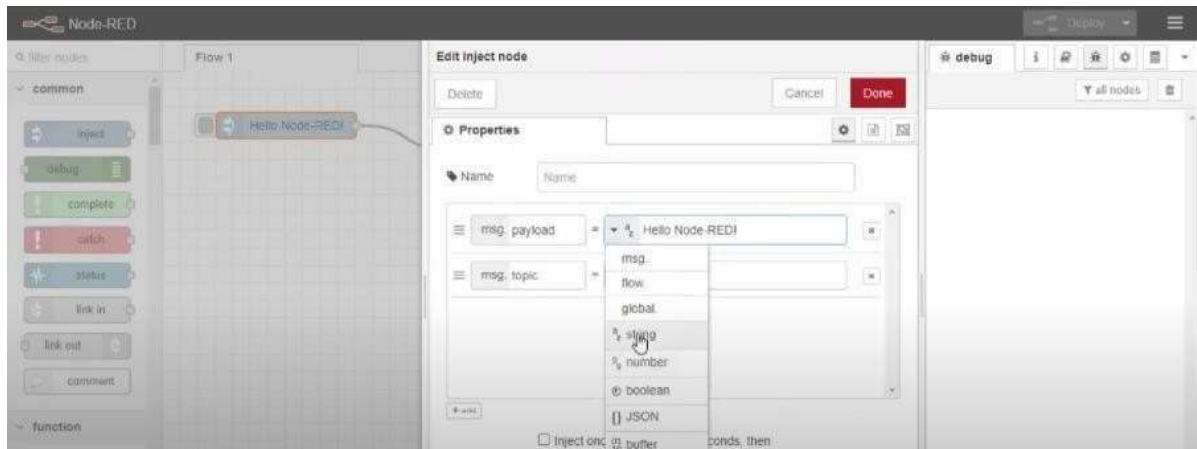 Node-RED
Deploy
filter nodes
Flow 1
Edit inject node
debug
common
Delete
Cancel
Done
all nodes
inject
Hello Node-RED!
Properties
debug
Name
Name
complete
msg. payload = Hello Node-RED!
catch
msg.
status
msg. topic =
flow.
link in
global.
string
link out
number
comment
boolean
+ add
{} JSON
function
Inject once
buffer
conds, then